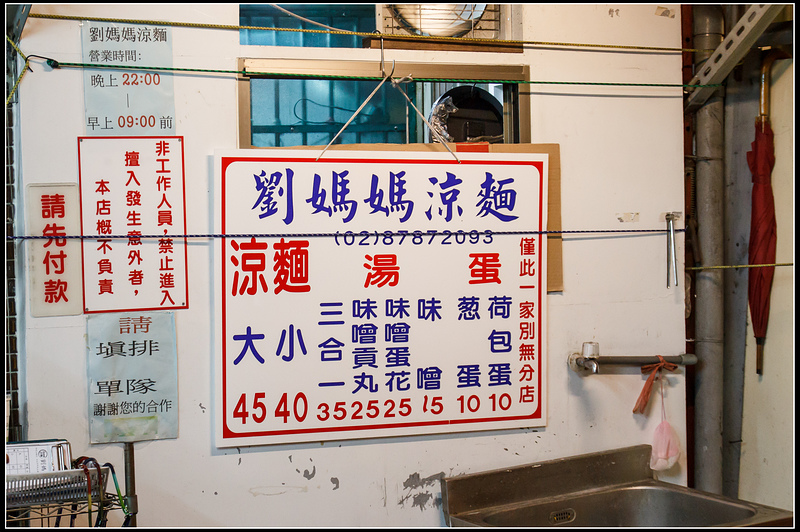 劉媽媽涼麵
營業時間:
晚上 22:00
|
早上 09:00 前
非工作人員,禁止進入
擅入發生意外者,
本店概不負責
請先付款
請
填排
單隊
謝謝您的合作
劉媽媽涼麵
(02)87872093
涼麵 湯 蛋
大 45
小 40
三合一 35
味噌貢丸 25
味噌蛋花 25
味噌 15
葱蛋 10
荷包蛋 10
僅此一家別無分店